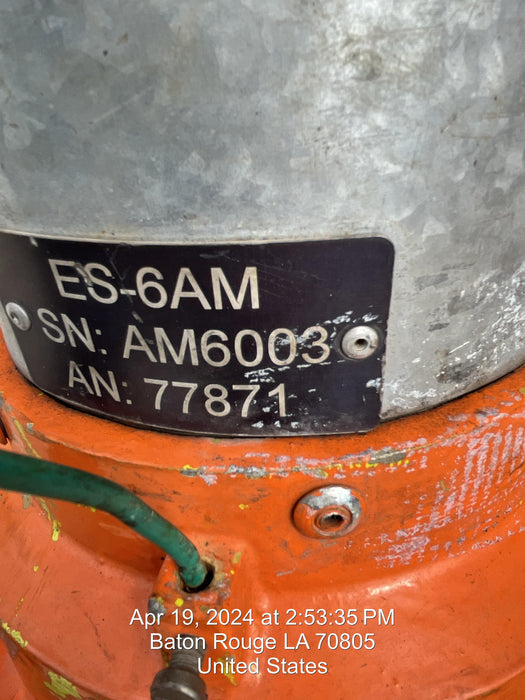 ES-6AM
SN: AM6003
AN: 77871
Apr 19, 2024 at 2:53:35 PM
Baton Rouge LA 70805
United States